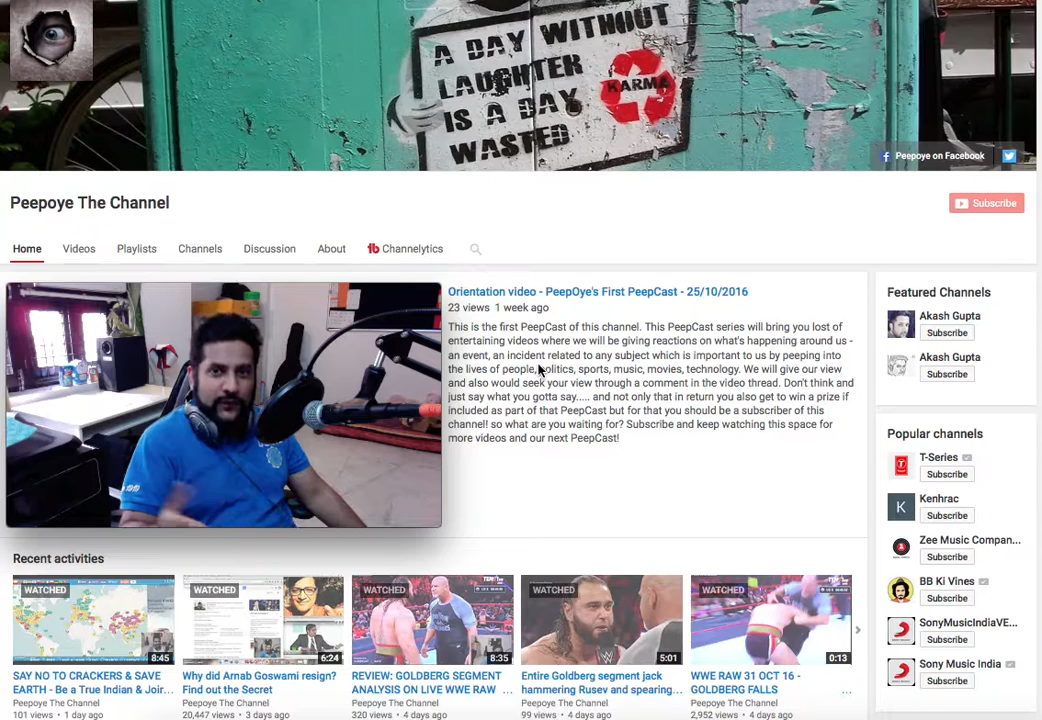 A DAY WITHOUT
LAUGHTER
IS A DAY
WASTED
KARMA
Peepoye on Facebook
Peepoye The Channel
Subscribe
Home Videos Playlists Channels Discussion About Channelytics
Orientation video - PeepOye's First PeepCast - 25/10/2016
23 views 1 week ago
This is the first PeepCast of this channel. This PeepCast series will bring you lost of
entertaining videos where we will be giving reactions on what's happening around us -
an event, an incident related to any subject which is important to us by peeping into
the lives of people, politics, sports, music, movies, technology. We will give our view
and also would seek your view through a comment in the video thread. Don't think and
just say what you gotta say..... and not only that in return you also get to win a prize if
included as part of that PeepCast but for that you should be a subscriber of this
channel! so what are you waiting for? Subscribe and keep watching this space for
more videos and our next PeepCast!
Featured Channels
Akash Gupta
Subscribe
Akash Gupta
Subscribe
Popular channels
T-Series
Subscribe
K
Kenhrac
Subscribe
Zee Music Compan...
Subscribe
BB Ki Vines
Subscribe
SonyMusicIndiaVE...
Subscribe
Sony Music India
Subscribe
Recent activities
WATCHED
8:45
SAY NO TO CRACKERS & SAVE
EARTH - Be a True Indian & Joir...
Peepoye The Channel
101 views • 1 day ago
WATCHED
6:24
Why did Arnab Goswami resign?
Find out the Secret
Peepoye The Channel
20,447 views • 3 days ago
WATCHED
8:35
REVIEW: GOLDBERG SEGMENT
ANALYSIS ON LIVE WWE RAW ...
Peepoye The Channel
320 views • 4 days ago
WATCHED
5:01
Entire Goldberg segment jack
hammering Rusev and spearing...
Peepoye The Channel
99 views • 4 days ago
WATCHED
0:13
WWE RAW 31 OCT 16 -
GOLDBERG FALLS ...
Peepoye The Channel
2,952 views • 4 days ago